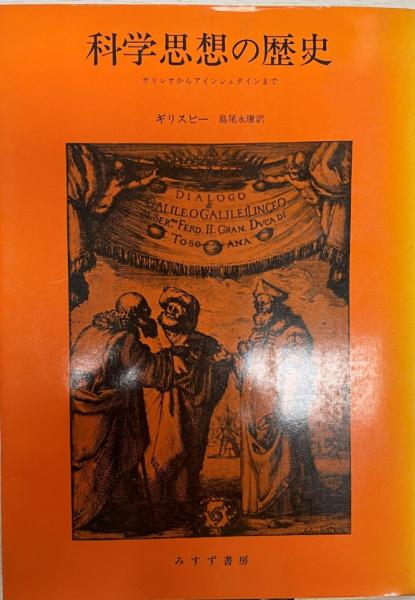 科学思想の歴史
ガリレオからアインシュタインまで
ギリスピー 島尾永康訳
DIALOGO
di
GALILEO GALILEI LINCEO
AL SER.mo FERD. II. GRAN. DVCA DI
TOSCANA
みすず書房